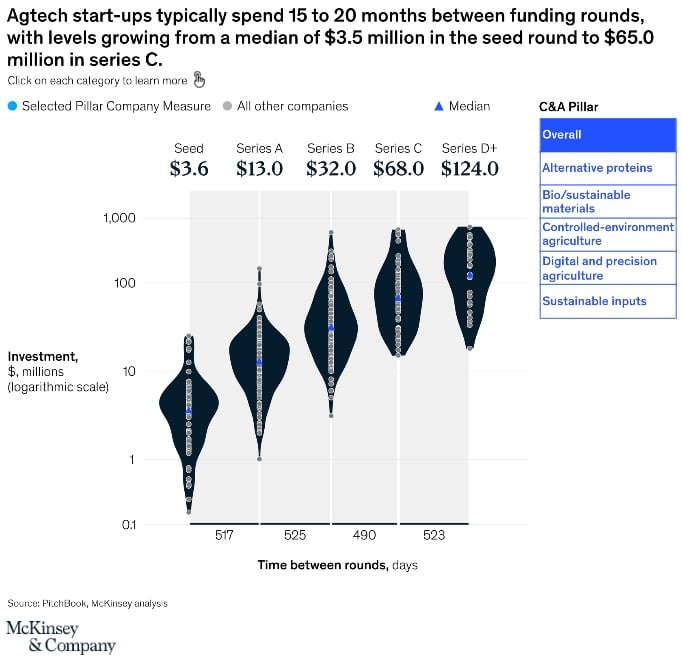 Agtech start-ups typically spend 15 to 20 months between funding rounds,
with levels growing from a median of $3.5 million in the seed round to $65.0
million in series C.
Click on each category to learn more
Selected Pillar Company Measure
All other companies
Median
C&A Pillar
Overall
Alternative proteins
Bio/sustainable
materials
Controlled-environment
agriculture
Digital and precision
agriculture
Sustainable inputs
Seed
Series A
Series B
Series C
Series D+
$3.6
$13.0
$32.0
$68.0
$124.0
1,000
100
Investment,
$, millions
(logarithmic scale)
10
1
0.1
517
525
490
523
Time between rounds, days
Source: PitchBook, McKinsey analysis
McKinsey
& Company